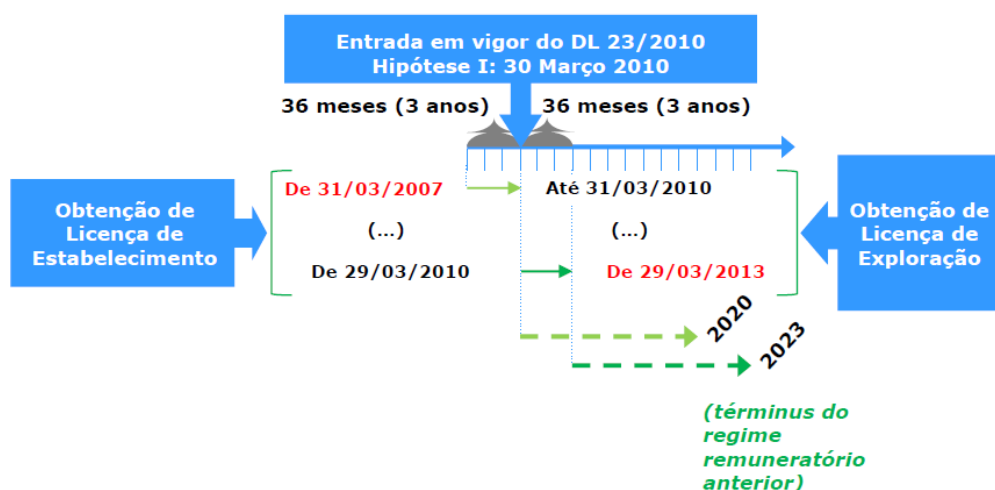 Entrada em vigor do DL 23/2010
Hipótese I: 30 Março 2010
36 meses (3 anos)
36 meses (3 anos)
Obtenção de
Licença de
Estabelecimento
De 31/03/2007
Até 31/03/2010
(...)
(...)
De 29/03/2010
De 29/03/2013
Obtenção de
Licença de
Exploração
2020
2023
(términus do
regime
remuneratório
anterior)